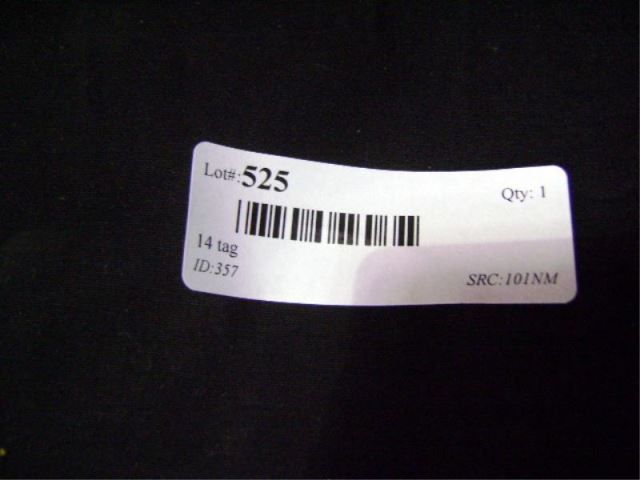 Lot#:525
Qty: 1
14 tag
ID:357
SRC:101NM